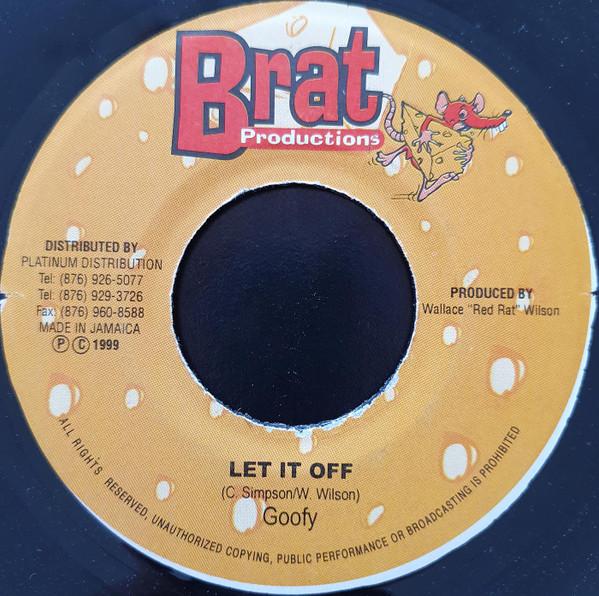 Brat
Productions
DISTRIBUTED BY
PLATINUM DISTRIBUTION
Tel: (876) 926-5077
Tel: (876) 929-3726
Fax: (876) 960-8588
MADE IN JAMAICA
Ⓟ Ⓒ 1999
PRODUCED BY
Wallace "Red Rat" Wilson
LET IT OFF
(C. Simpson/W. Wilson)
Goofy
ALL RIGHTS RESERVED, UNAUTHORIZED COPYING, PUBLIC PERFORMANCE OR BROADCASTING IS PROHIBITED